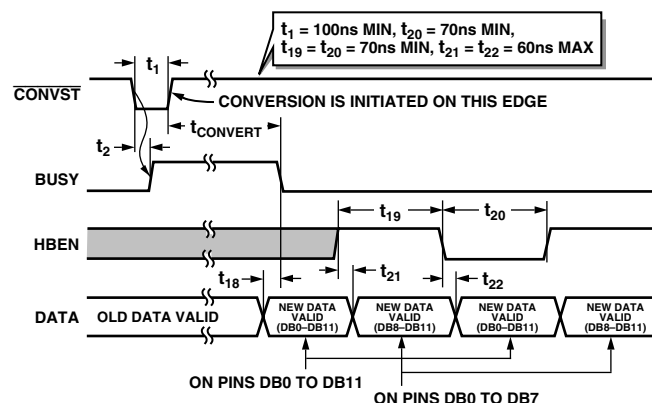 t1 = 100ns MIN, t20 = 70ns MIN,
t19 = t20 = 70ns MIN, t21 = t22 = 60ns MAX
t1
CONVST
CONVERSION IS INITIATED ON THIS EDGE
tCONVERT
t2
BUSY
t19
t20
HBEN
t18
t21
t22
DATA
OLD DATA VALID
NEW DATA
VALID
(DB0–DB11)
NEW DATA
VALID
(DB8–DB11)
NEW DATA
VALID
(DB0–DB11)
NEW DATA
VALID
(DB8–DB11)
ON PINS DB0 TO DB11
ON PINS DB0 TO DB7